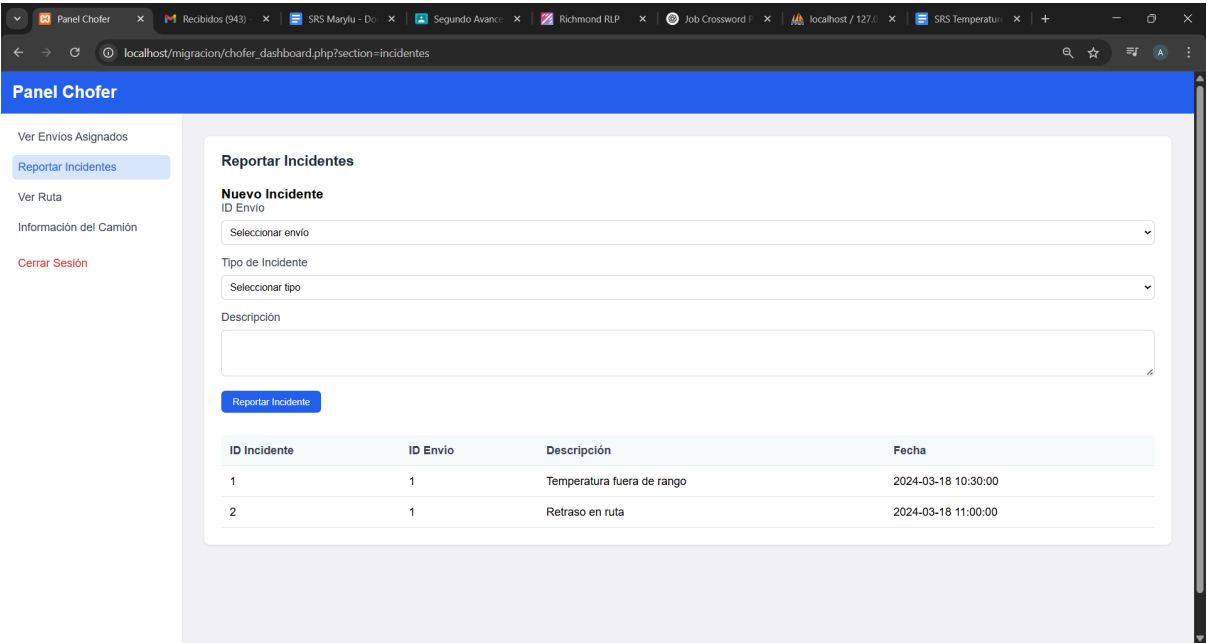 Panel Chofer
Recibidos (943) -
SRS Marylu - Do
Segundo Avance
Richmond RLP
Job Crossword P
localhost / 127.0
SRS Temperatur
localhost/migracion/chofer_dashboard.php?section=incidentes
A
Panel Chofer
Ver Envíos Asignados
Reportar Incidentes
Ver Ruta
Información del Camión
Cerrar Sesión
Reportar Incidentes
Nuevo Incidente
ID Envío
Seleccionar envío
Tipo de Incidente
Seleccionar tipo
Descripción
Reportar Incidente
ID Incidente ID Envío Descripción Fecha
1 1 Temperatura fuera de rango 2024-03-18 10:30:00
2 1 Retraso en ruta 2024-03-18 11:00:00